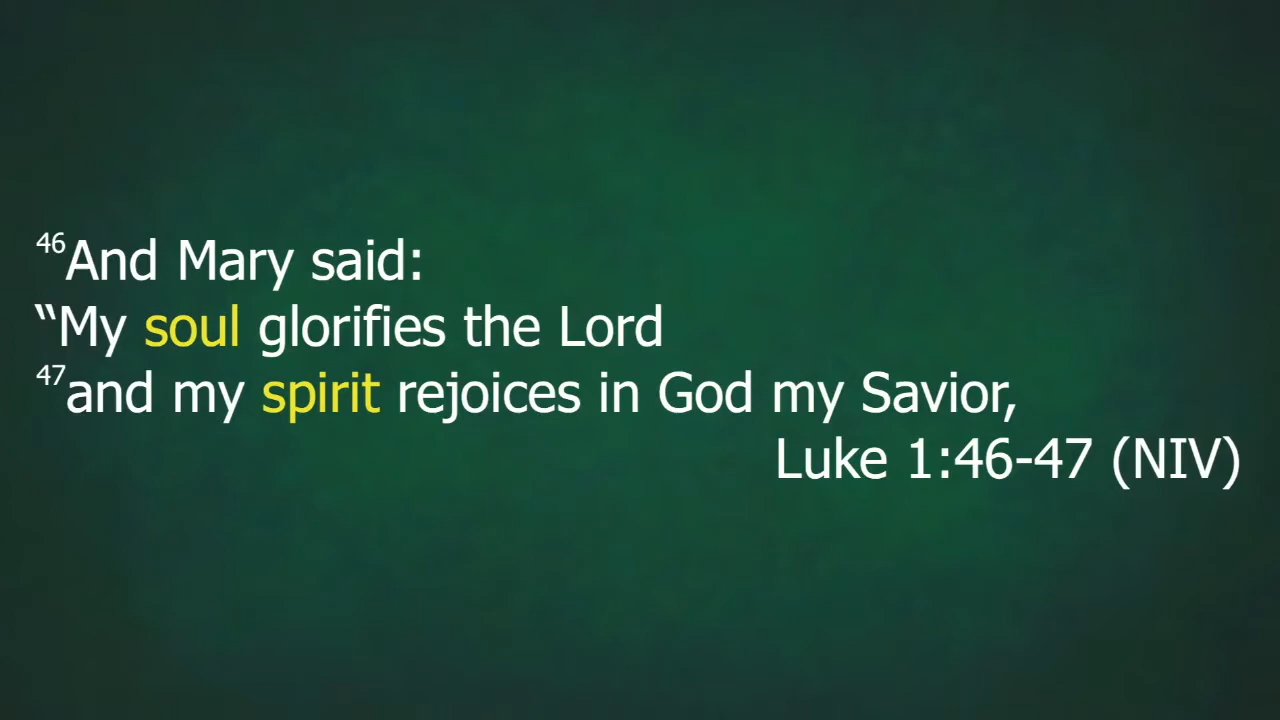 ⁴⁶And Mary said:
“My soul glorifies the Lord
⁴⁷and my spirit rejoices in God my Savior,
Luke 1:46-47 (NIV)